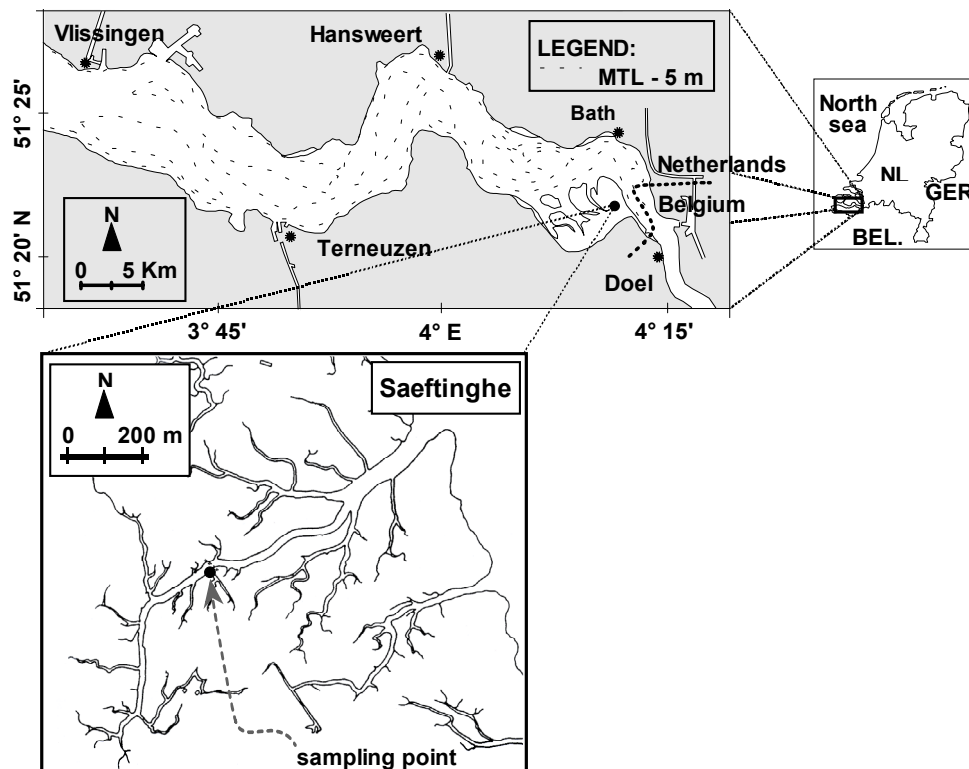 Vlissingen
Hansweert
LEGEND:
MTL - 5 m
Bath
Netherlands
Belgium
Doel
Terneuzen
N
0 5 Km
51° 25'
51° 20' N
3° 45'
4° E
4° 15'
North
sea
NL
GER
BEL.
Saeftinghe
N
0 200 m
sampling point